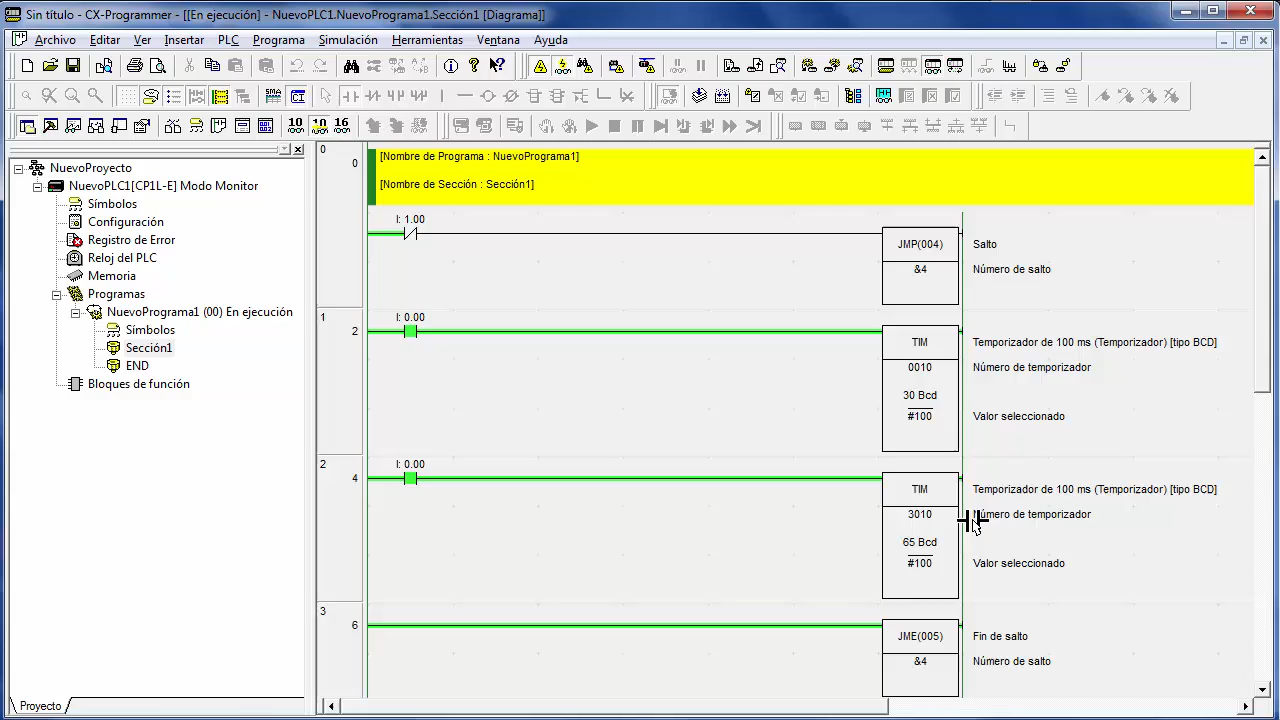 Sin título - CX-Programmer - [[En ejecución] - NuevoPLC1.NuevoPrograma1.Sección1 [Diagrama]]
Archivo Editar Ver Insertar PLC Programa Simulación Herramientas Ventana Ayuda
SMA CI
10 10 16
NuevoProyecto
NuevoPLC1[CP1L-E] Modo Monitor
Símbolos
Configuración
Registro de Error
Reloj del PLC
Memoria
Programas
NuevoPrograma1 (00) En ejecución
Símbolos
Sección1
END
Bloques de función
Proyecto
0
0
[Nombre de Programa : NuevoPrograma1]
[Nombre de Sección : Sección1]
I: 1.00
JMP(004) Salto
&4 Número de salto
1
2
I: 0.00
TIM Temporizador de 100 ms (Temporizador) [tipo BCD]
0010 Número de temporizador
30 Bcd
#100 Valor seleccionado
2
4
I: 0.00
TIM Temporizador de 100 ms (Temporizador) [tipo BCD]
3010 Número de temporizador
65 Bcd
#100 Valor seleccionado
3
6
JME(005) Fin de salto
&4 Número de salto